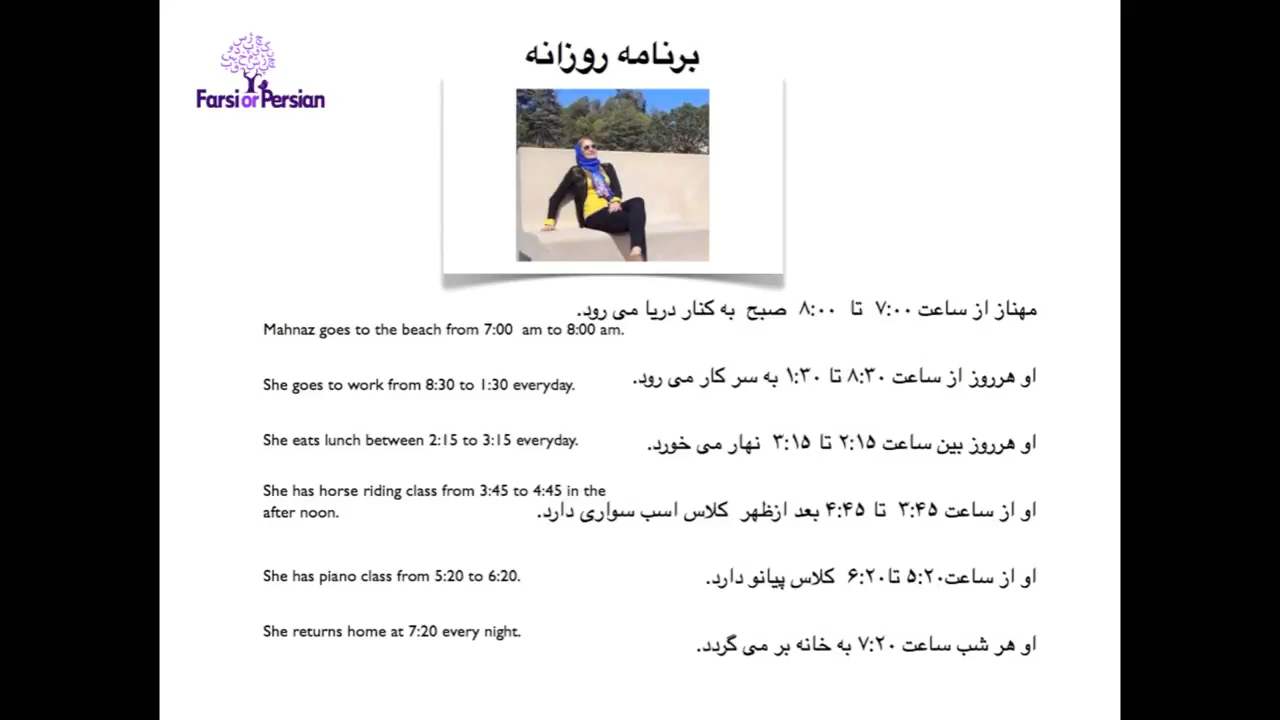 Farsi or Persian
برنامه روزانه
مهناز از ساعت ۷:۰۰ تا ۸:۰۰ صبح به کنار دریا می رود.
Mahnaz goes to the beach from 7:00 am to 8:00 am.
او هرروز از ساعت ۸:۳۰ تا ۱:۳۰ به سر کار می رود.
She goes to work from 8:30 to 1:30 everyday.
او هرروز بین ساعت ۲:۱۵ تا ۳:۱۵ نهار می خورد.
She eats lunch between 2:15 to 3:15 everyday.
او از ساعت ۳:۴۵ تا ۴:۴۵ بعد ازظهر کلاس اسب سواری دارد.
She has horse riding class from 3:45 to 4:45 in the
after noon.
او از ساعت۵:۲۰ تا۶:۲۰ کلاس پیانو دارد.
She has piano class from 5:20 to 6:20.
او هر شب ساعت ۷:۲۰ به خانه بر می گردد.
She returns home at 7:20 every night.